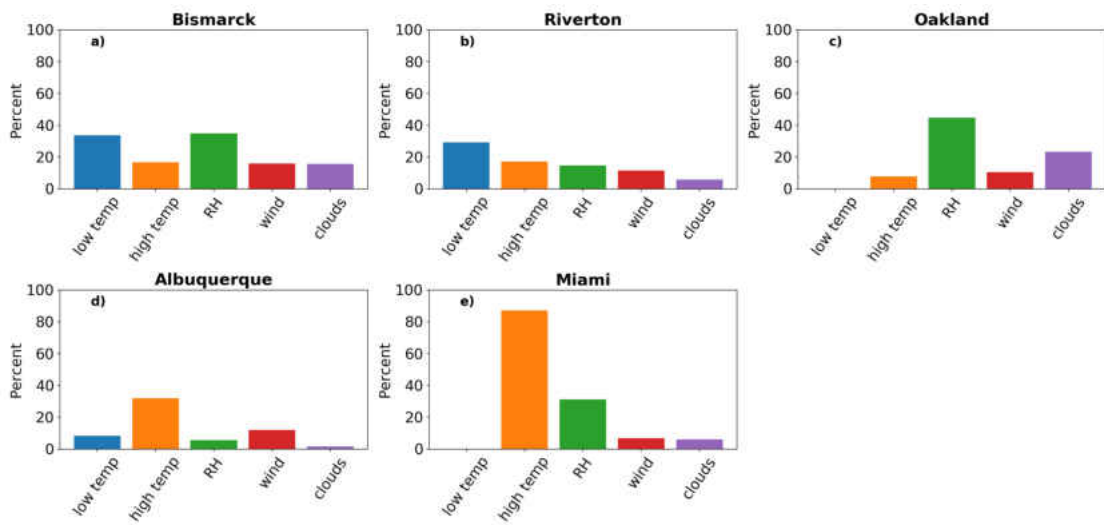 Bismarck
a)
Percent
100
80
60
40
20
0
low temp
high temp
RH
wind
clouds
Riverton
b)
Percent
100
80
60
40
20
0
low temp
high temp
RH
wind
clouds
Oakland
c)
Percent
100
80
60
40
20
0
low temp
high temp
RH
wind
clouds
Albuquerque
d)
Percent
100
80
60
40
20
0
low temp
high temp
RH
wind
clouds
Miami
e)
Percent
100
80
60
40
20
0
low temp
high temp
RH
wind
clouds